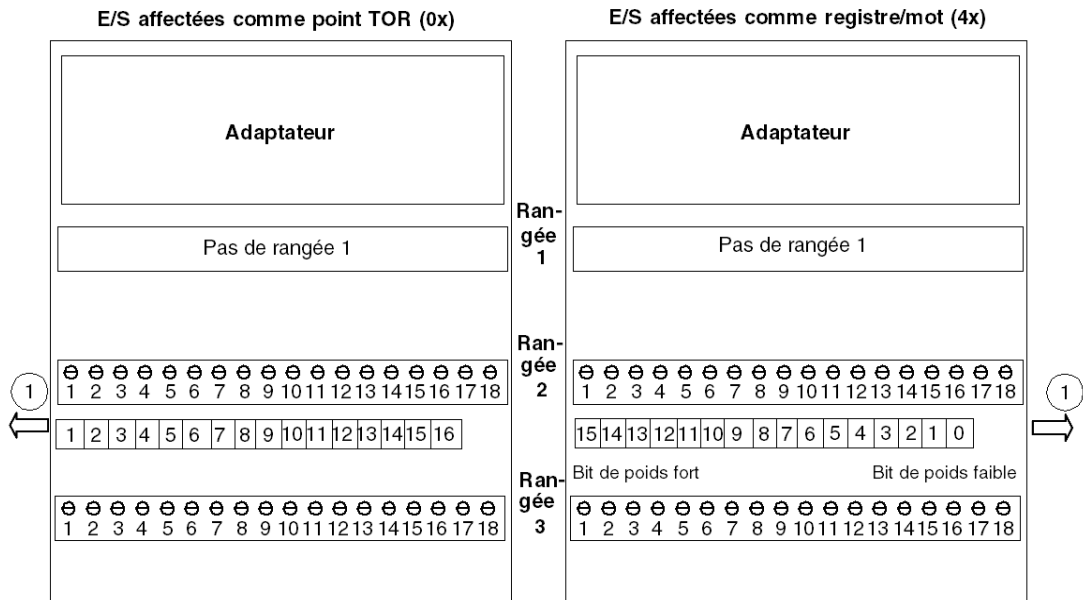 E/S affectées comme point TOR (0x)
E/S affectées comme registre/mot (4x)
Adaptateur
Adaptateur
Ran-
gée
1
Pas de rangée 1
Pas de rangée 1
Ran-
gée
2
1 2 3 4 5 6 7 8 9 10 11 12 13 14 15 16 17 18
1 2 3 4 5 6 7 8 9 10 11 12 13 14 15 16 17 18
1
1
1 2 3 4 5 6 7 8 9 10 11 12 13 14 15 16
15 14 13 12 11 10 9 8 7 6 5 4 3 2 1 0
Bit de poids fort
Bit de poids faible
Ran-
gée
3
1 2 3 4 5 6 7 8 9 10 11 12 13 14 15 16 17 18
1 2 3 4 5 6 7 8 9 10 11 12 13 14 15 16 17 18